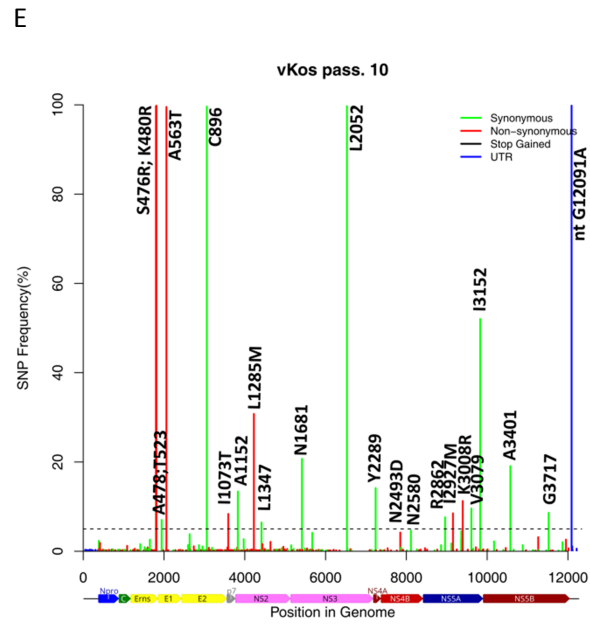 E
vKos pass. 10
SNP Frequency(%)
100
80
60
40
20
0
Synonymous
Non-synonymous
Stop Gained
UTR
S476R; K480R
A563T
A478;T523
C896
I1073T
A1152
L1285M
L1347
N1681
L2052
Y2289
N2493D
N2580
R2862
I2927M
K3008R
V3079
I3152
A3401
G3717
nt G12091A
0
2000
4000
6000
8000
10000
12000
Npro
C
Erns
E1
E2
p7
NS2
NS3
NS4A
NS4B
NS5A
NS5B
Position in Genome